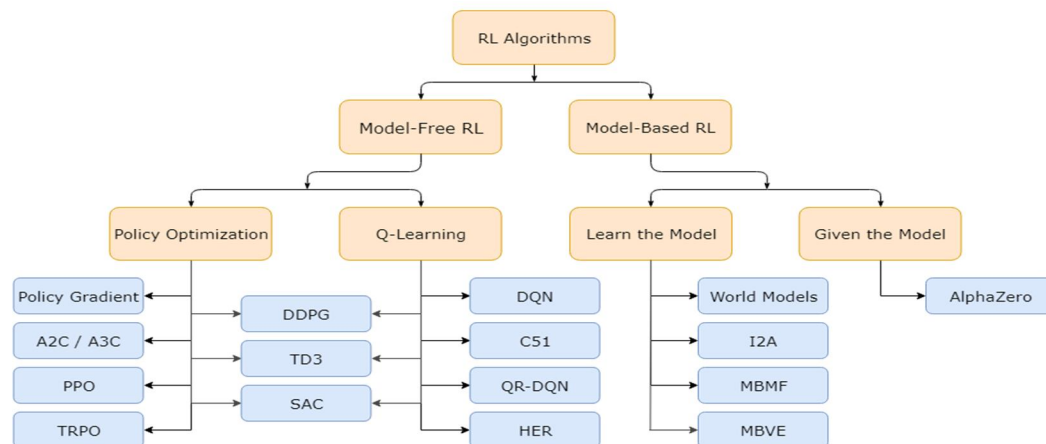 RL Algorithms
Model-Free RL
Model-Based RL
Policy Optimization
Q-Learning
Learn the Model
Given the Model
Policy Gradient
DQN
World Models
AlphaZero
DDPG
A2C / A3C
C51
I2A
TD3
PPO
QR-DQN
MBMF
SAC
TRPO
HER
MBVE